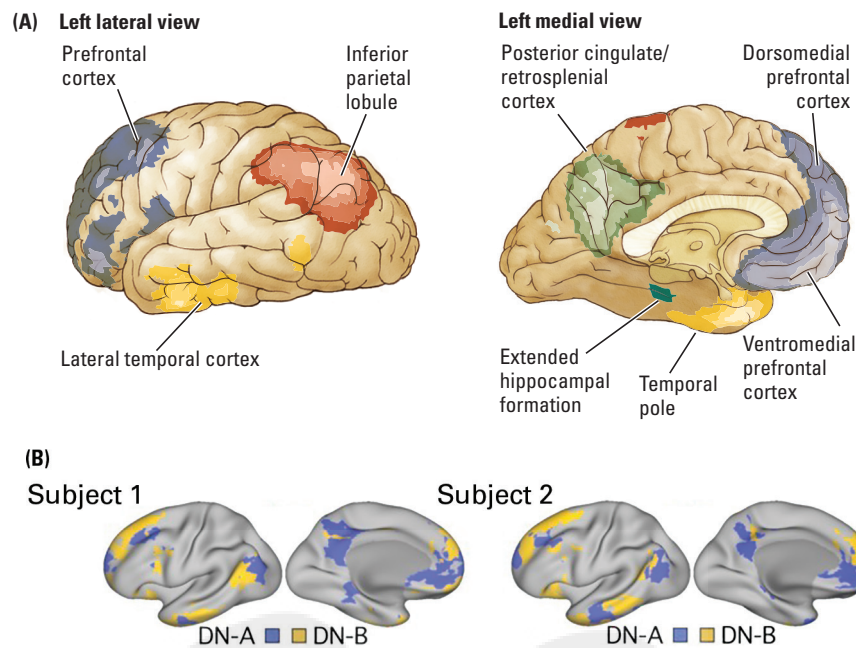 (A) Left lateral view
Prefrontal
cortex
Inferior
parietal
lobule
Lateral temporal cortex
Left medial view
Posterior cingulate/
retrosplenial
cortex
Dorsomedial
prefrontal
cortex
Extended
hippocampal
formation
Temporal
pole
Ventromedial
prefrontal
cortex
(B)
Subject 1
DN-A DN-B
Subject 2
DN-A DN-B